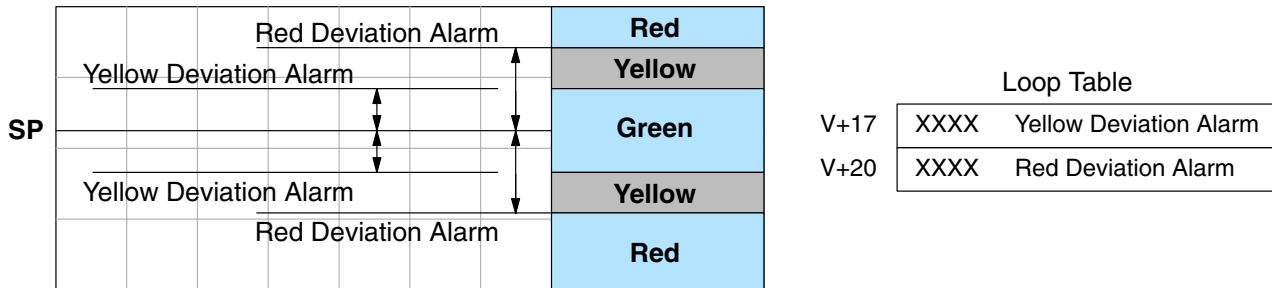 Red Deviation Alarm
Red
Yellow Deviation Alarm
Yellow
SP
Green
Yellow Deviation Alarm
Yellow
Red Deviation Alarm
Red
Loop Table
V+17 XXXX Yellow Deviation Alarm
V+20 XXXX Red Deviation Alarm